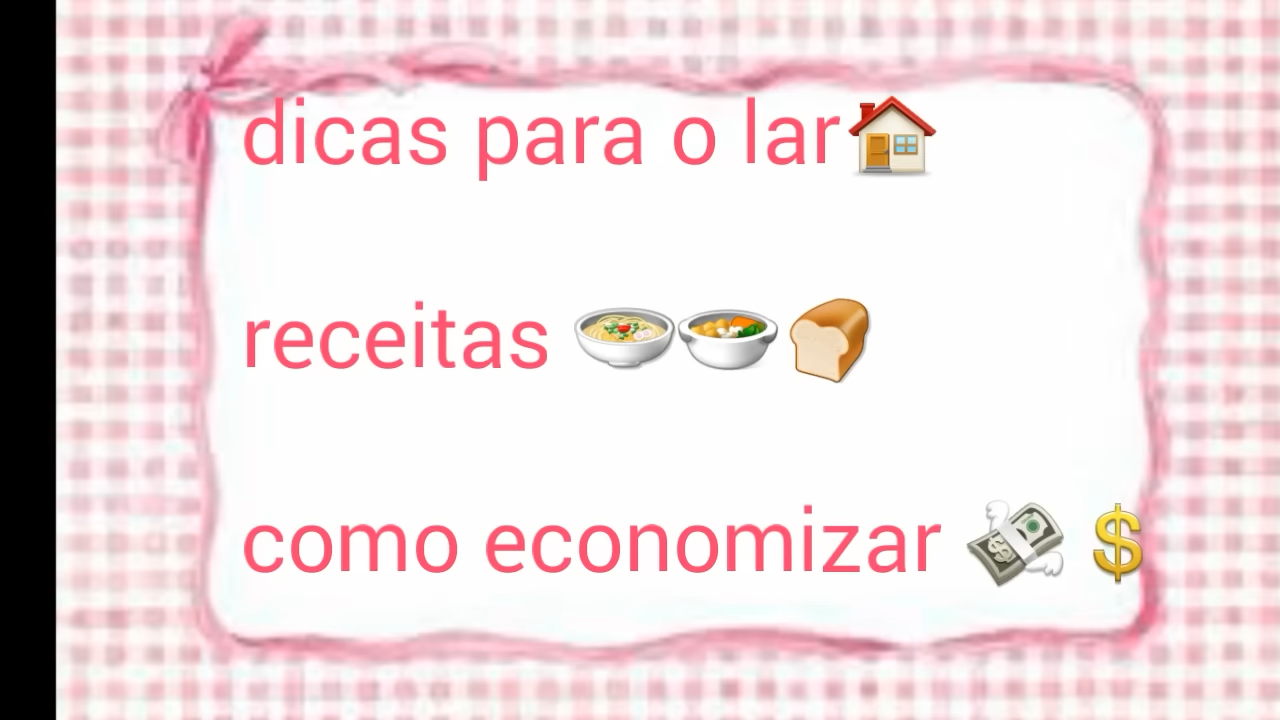 dicas para o lar🏠
receitas 🍜🍲🍞
como economizar 💸 💲